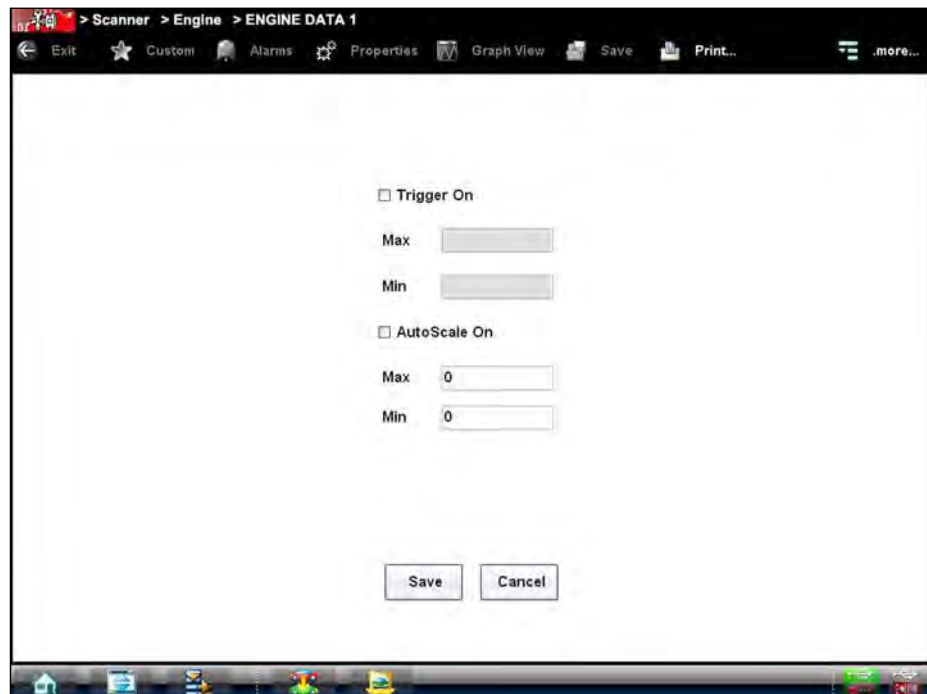 > Scanner > Engine > ENGINE DATA 1
Exit Custom Alarms Properties Graph View Save Print... .more...
Trigger On
Max
Min
AutoScale On
Max 0
Min 0
Save Cancel